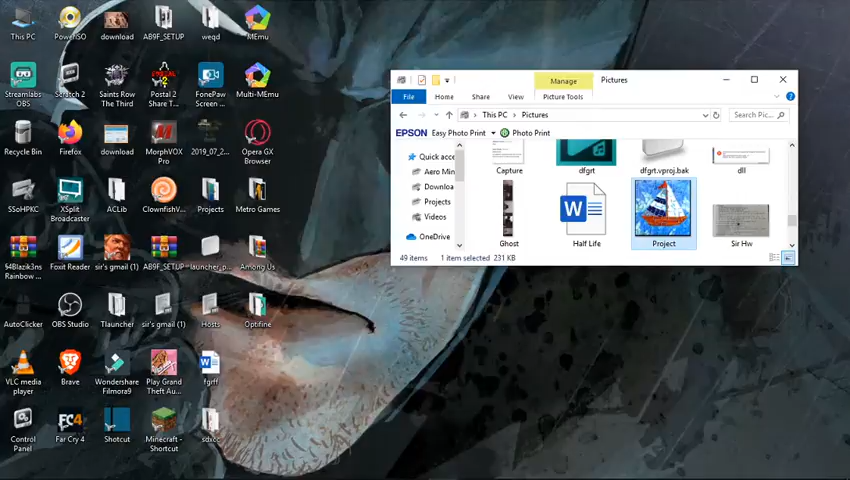 This PC
PowerISO
download
AB9F_SETUP
weqd
MEmu
Streamlabs OBS
Scratch 2
Saints Row The Third
Postal 2 Share T...
FonePaw Screen ...
Multi-MEmu
Recycle Bin
Firefox
download
MorphVOX Pro
2019_07_2...
Opera GX Browser
XSplit Broadcaster
ACLib
ClownfishV...
Projects
Metro Games
Foxit Reader
sir's gmail (1)
AB9F_SETUP
launcher_p...
Among Us
AutoClicker
OBS Studio
Tlauncher
sir's gmail (1)
Hosts
Optifine
VLC media player
Brave
Wondershare Filmora9
Play Grand Theft Au...
fgrff
Control Panel
FC4
Far Cry 4
Shotcut
Minecraft - Shortcut
sdxcc
Manage
Pictures
File
Home
Share
View
Picture Tools
This PC
Pictures
Search Pic...
EPSON
Easy Photo Print
Photo Print
Quick acce
Aero Min
Downloa
Projects
Videos
OneDrive
Capture
dfgrt
dfgrt.vproj.bak
dll
Ghost
Half Life
Project
Sir Hw
49 items
1 item selected 231 KB